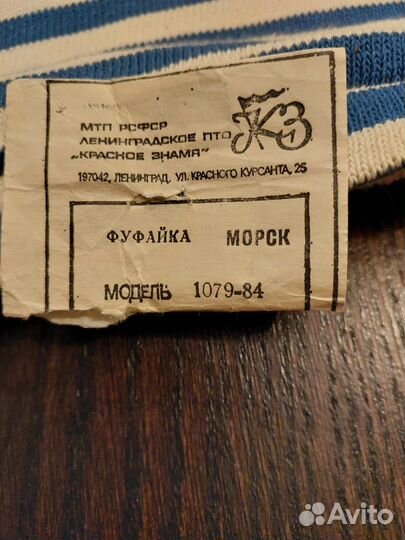 МТП РСФСР
ЛЕНИНГРАДСКОЕ ПТО
„КРАСНОЕ ЗНАМЯ"
КЗ
197042, ЛЕНИНГРАД, УЛ. КРАСНОГО КУРСАНТА, 25
ФУФАЙКА МОРСК
МОДЕЛЬ 1079-84
Avito